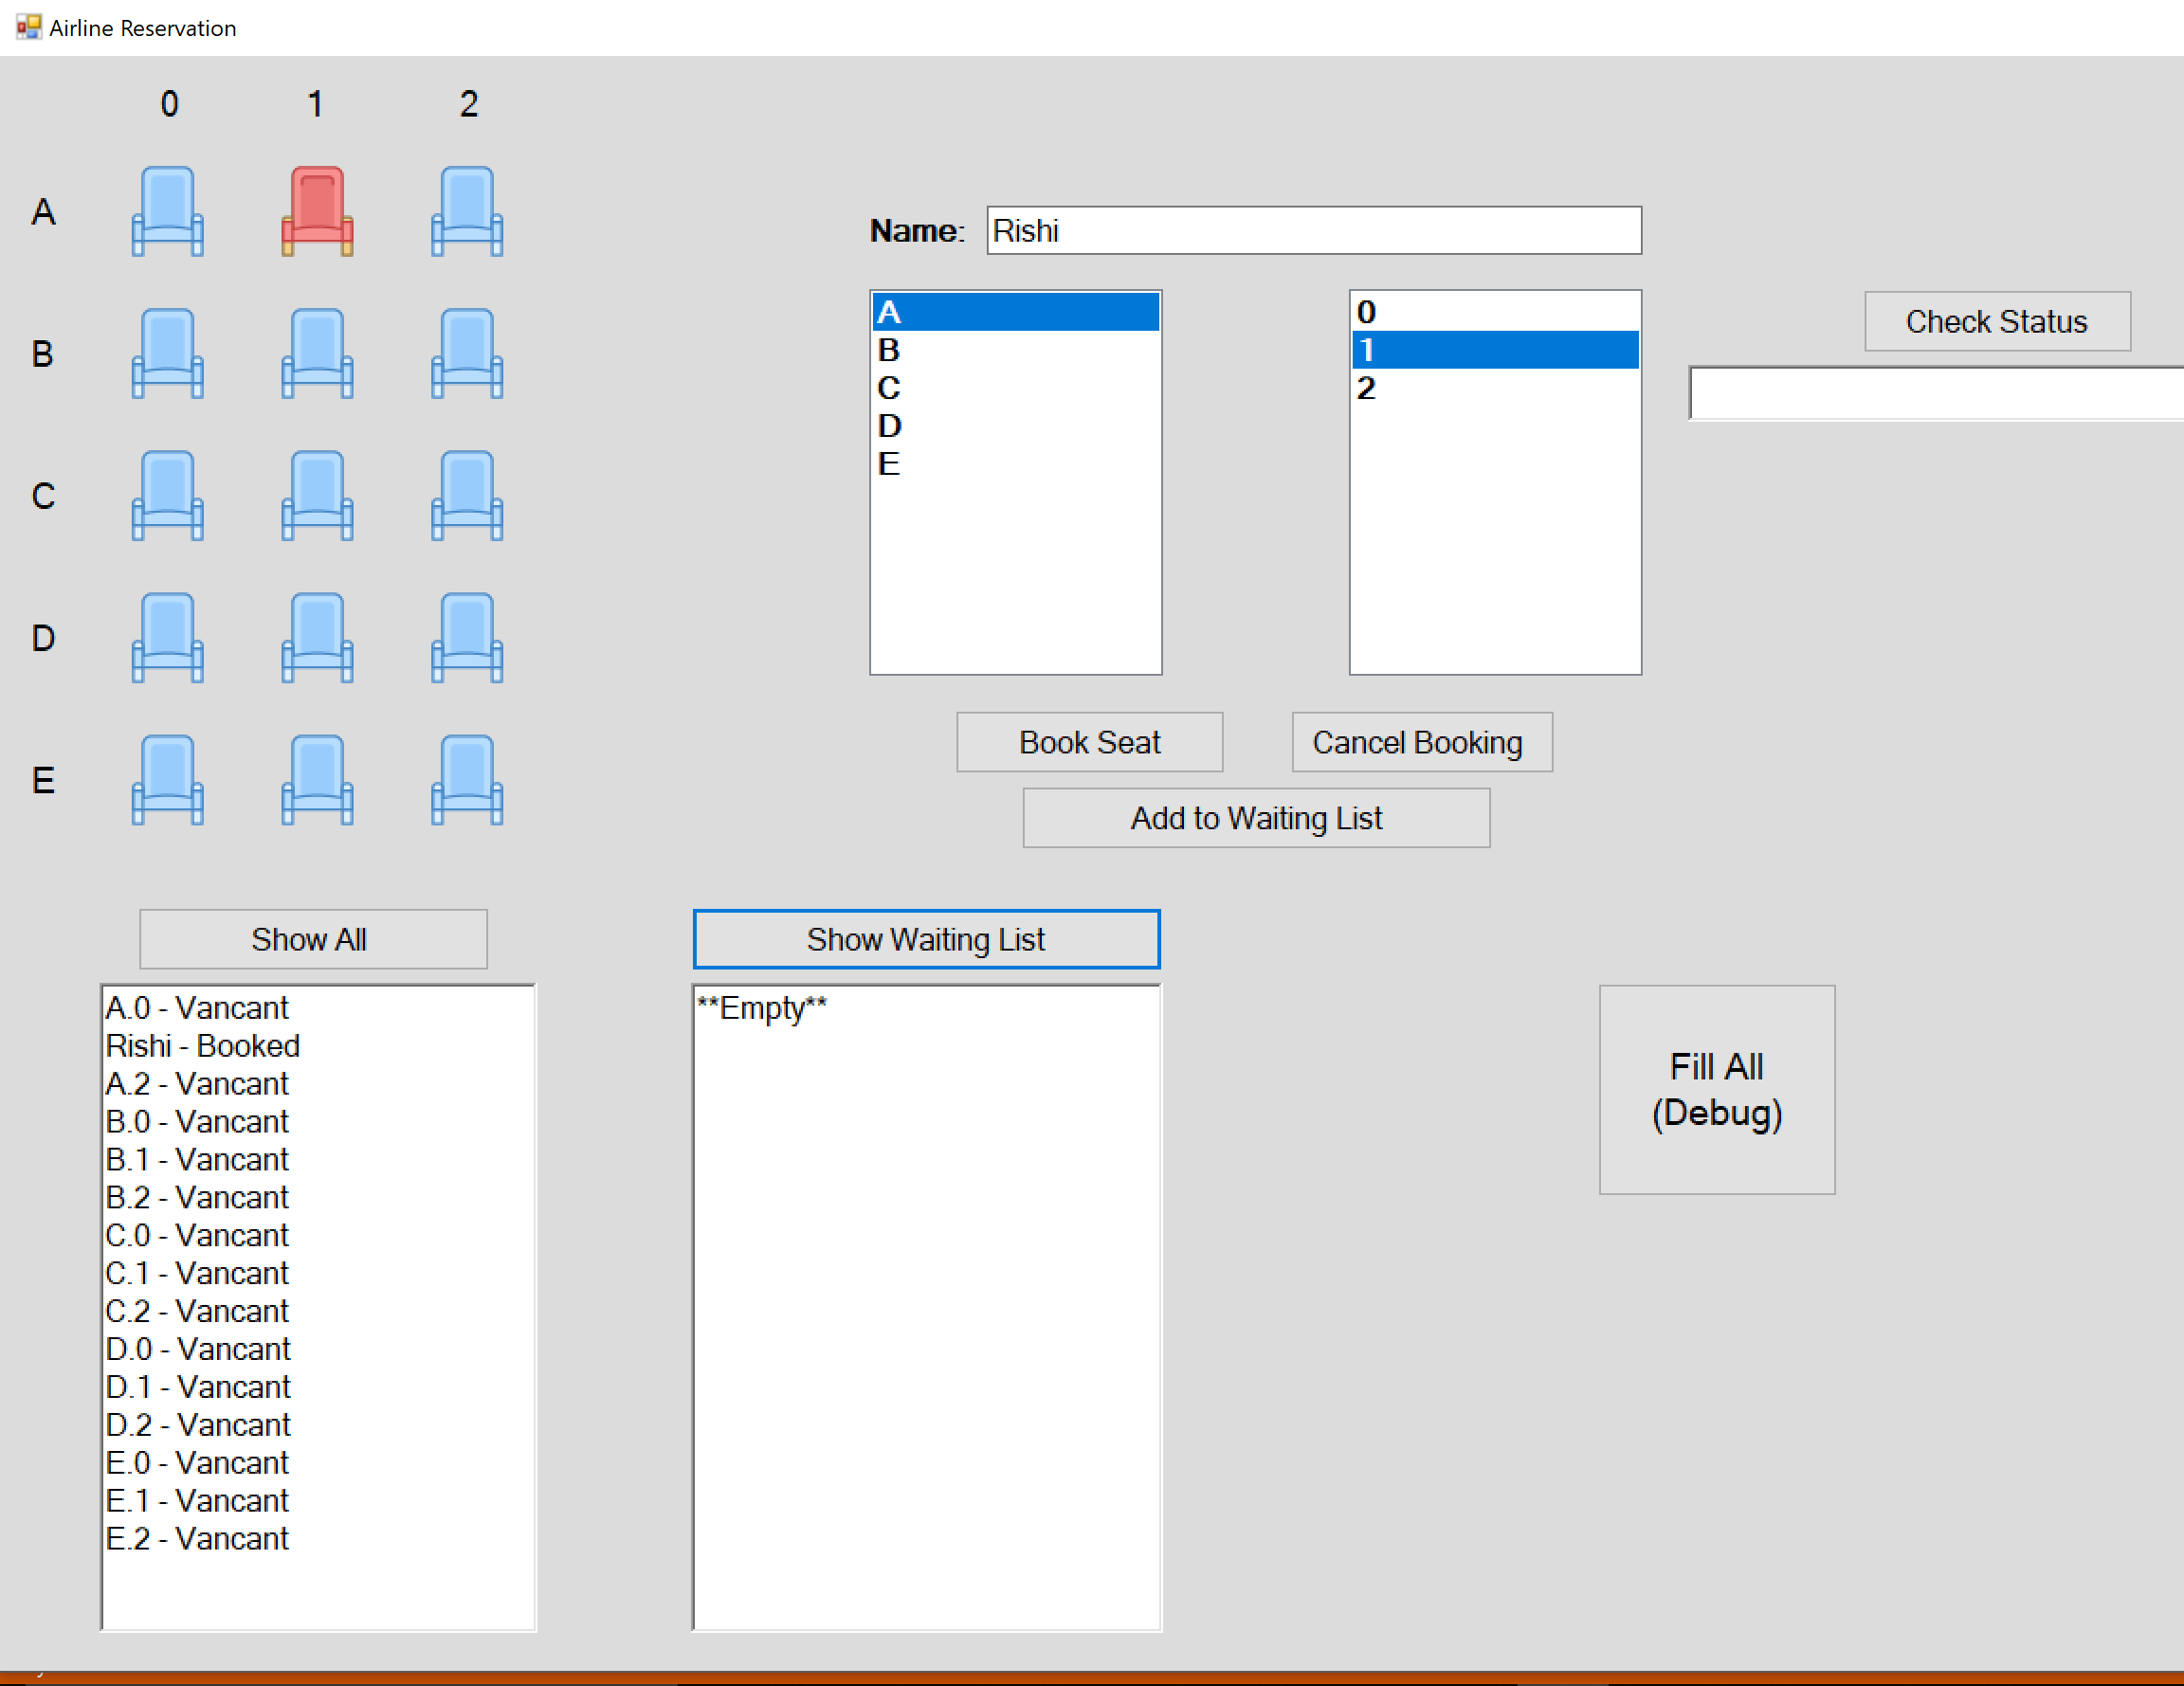 Airline Reservation
0 1 2
A
B
C
D
E
Name: Rishi
A
B
C
D
E
0
1
2
Check Status
Book Seat
Cancel Booking
Add to Waiting List
Show All
A.0 - Vancant
Rishi - Booked
A.2 - Vancant
B.0 - Vancant
B.1 - Vancant
B.2 - Vancant
C.0 - Vancant
C.1 - Vancant
C.2 - Vancant
D.0 - Vancant
D.1 - Vancant
D.2 - Vancant
E.0 - Vancant
E.1 - Vancant
E.2 - Vancant
Show Waiting List
**Empty**
Fill All
(Debug)